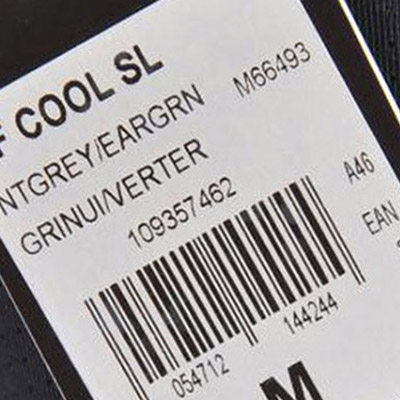 COOL SL
NTGREY/EARGRN M66493
GRINUI/VERTER
109357462 A46
EAN
054712 144244
M